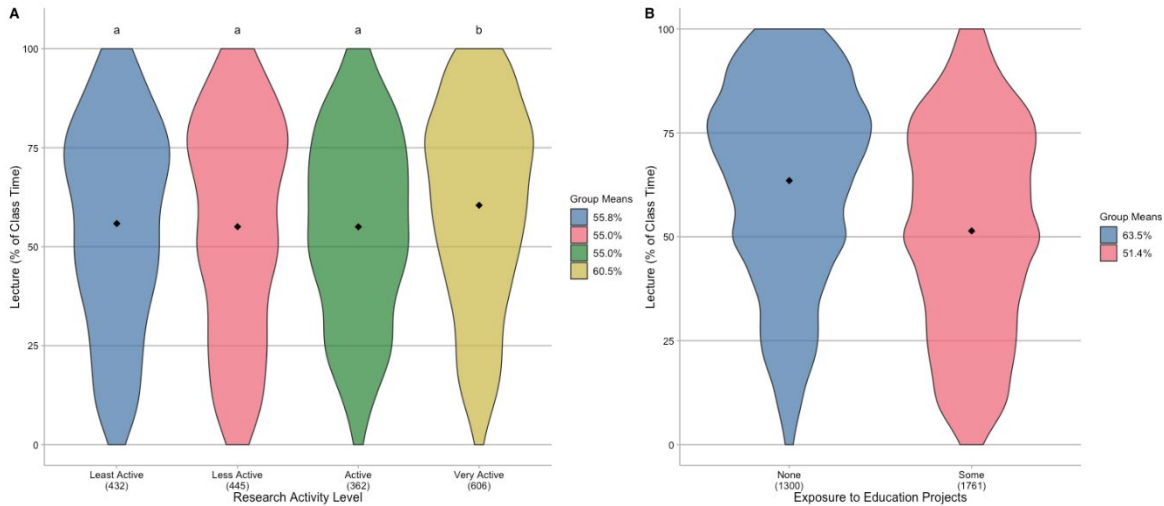 A
a a a b
100
75
50
25
0
Lecture (% of Class Time)
Least Active Less Active Active Very Active
(432) (445) (362) (606)
Research Activity Level
Group Means
55.8%
55.0%
55.0%
60.5%
B
100
75
50
25
0
Lecture (% of Class Time)
None Some
(1300) (1761)
Exposure to Education Projects
Group Means
63.5%
51.4%